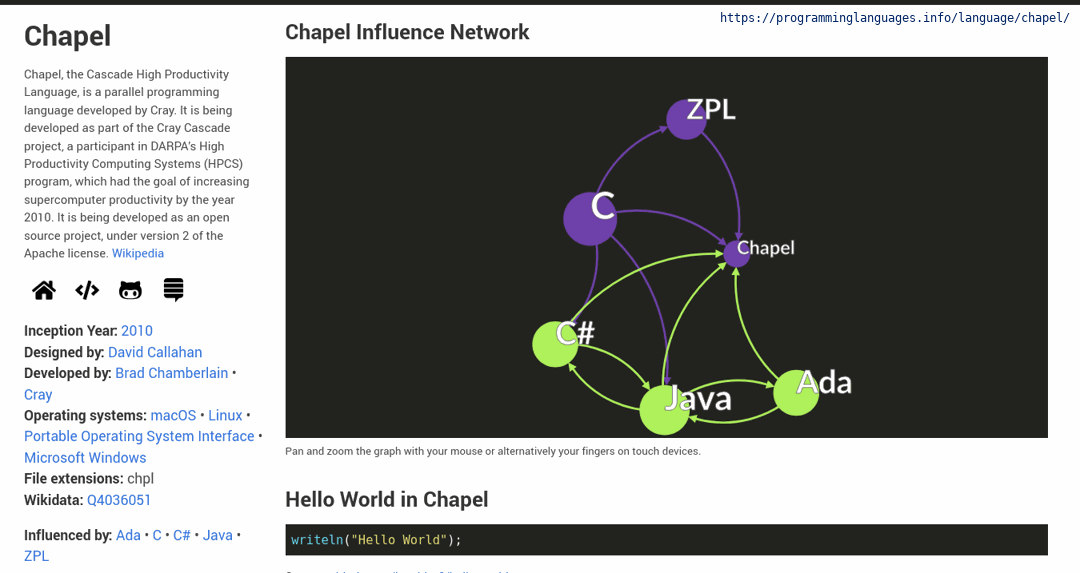 https://programminglanguages.info/language/chapel/
Chapel
Chapel, the Cascade High Productivity
Language, is a parallel programming
language developed by Cray. It is being
developed as part of the Cray Cascade
project, a participant in DARPA's High
Productivity Computing Systems (HPCS)
program, which had the goal of increasing
supercomputer productivity by the year
2010. It is being developed as an open
source project, under version 2 of the
Apache license. Wikipedia
Inception Year: 2010
Designed by: David Callahan
Developed by: Brad Chamberlain •
Cray
Operating systems: macOS • Linux •
Portable Operating System Interface •
Microsoft Windows
File extensions: chpl
Wikidata: Q4036051
Influenced by: Ada • C • C# • Java •
ZPL
Chapel Influence Network
ZPL
C
Chapel
C#
Java
Ada
Pan and zoom the graph with your mouse or alternatively your fingers on touch devices.
Hello World in Chapel
writeln("Hello World");